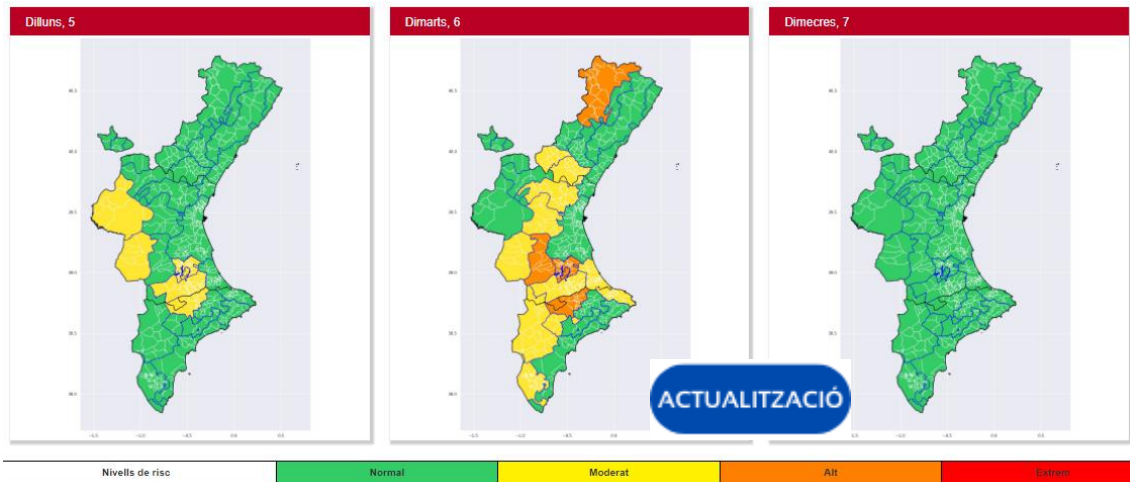 Dilluns, 5
Dimarts, 6
Dimecres, 7
ACTUALITZACIÓ
Nivells de risc
Normal
Moderat
Alt
Extrem